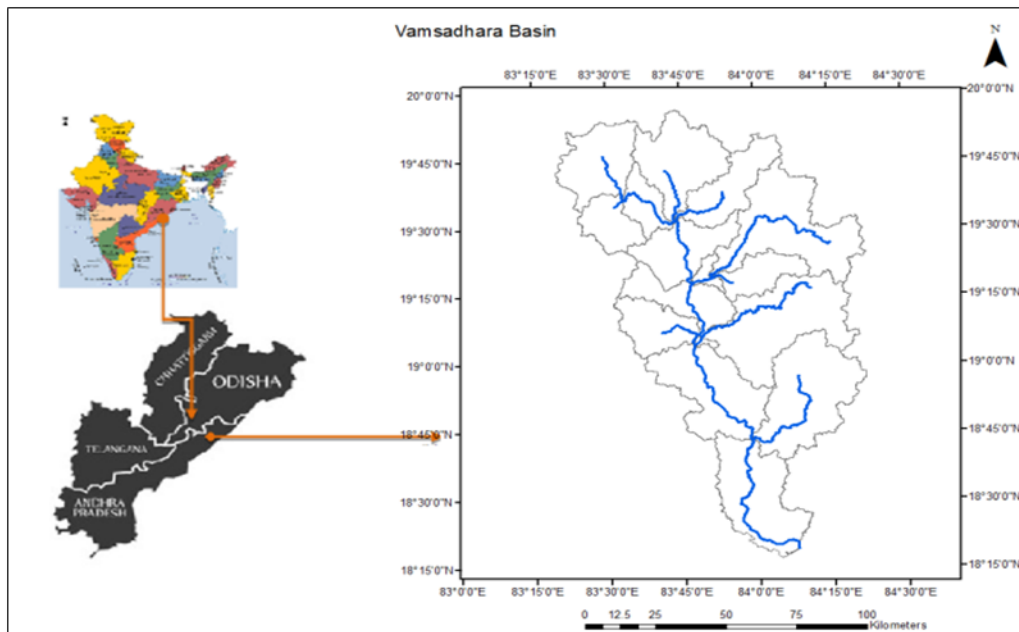 Vamsadhara Basin
N
83°15'0"E 83°30'0"E 83°45'0"E 84°0'0"E 84°15'0"E 84°30'0"E
20°0'0"N 20°0'0"N
19°45'0"N 19°45'0"N
19°30'0"N 19°30'0"N
19°15'0"N 19°15'0"N
19°0'0"N 19°0'0"N
18°45'0"N 18°45'0"N
18°30'0"N 18°30'0"N
18°15'0"N 18°15'0"N
83°0'0"E 83°15'0"E 83°30'0"E 83°45'0"E 84°0'0"E 84°15'0"E 84°30'0"E
CHHATTISGARH
ODISHA
TELANGANA
ANDHRA
PRADESH
0 12.5 25 50 75 100
Kilometers